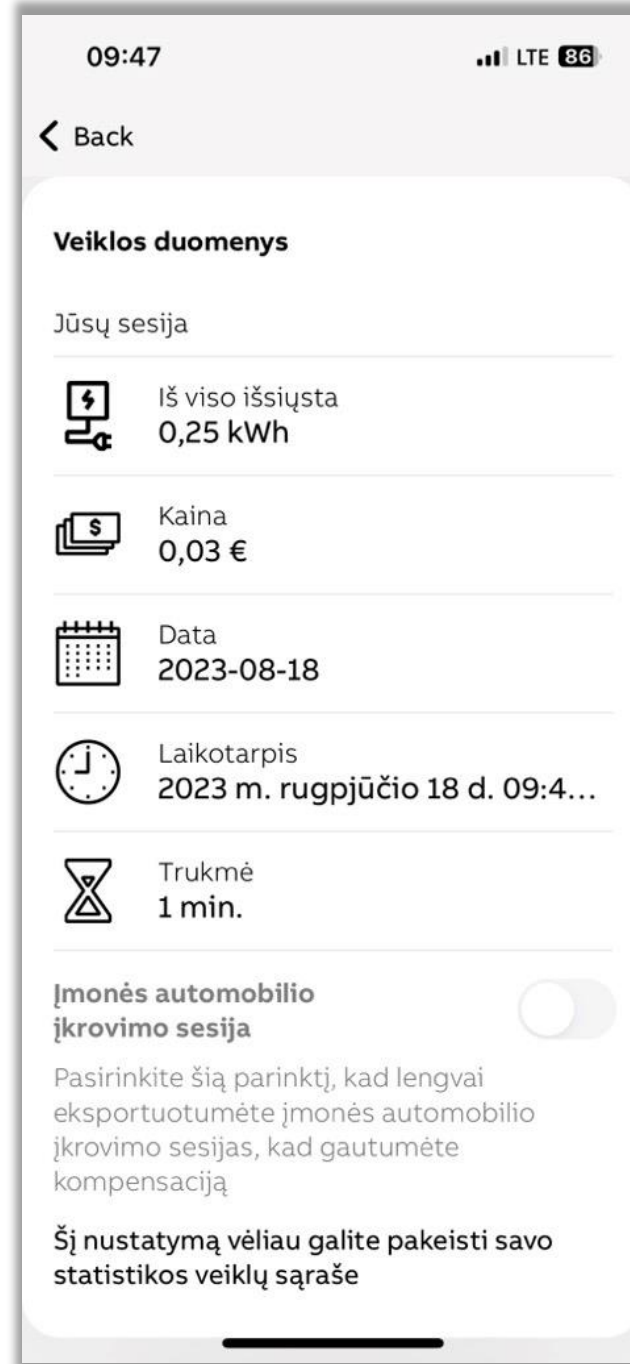 09:47
LTE 86
Back
Veiklos duomenys
Jūsų sesija
Iš viso išsiųsta
0,25 kWh
$
Kaina
0,03 €
Data
2023-08-18
Laikotarpis
2023 m. rugpjūčio 18 d. 09:4...
Trukmė
1 min.
Įmonės automobilio
įkrovimo sesija
Pasirinkite šią parinktį, kad lengvai
eksportuotumėte įmonės automobilio
įkrovimo sesijas, kad gautumėte
kompensaciją
Šį nustatymą vėliau galite pakeisti savo
statistikos veiklų sąraše